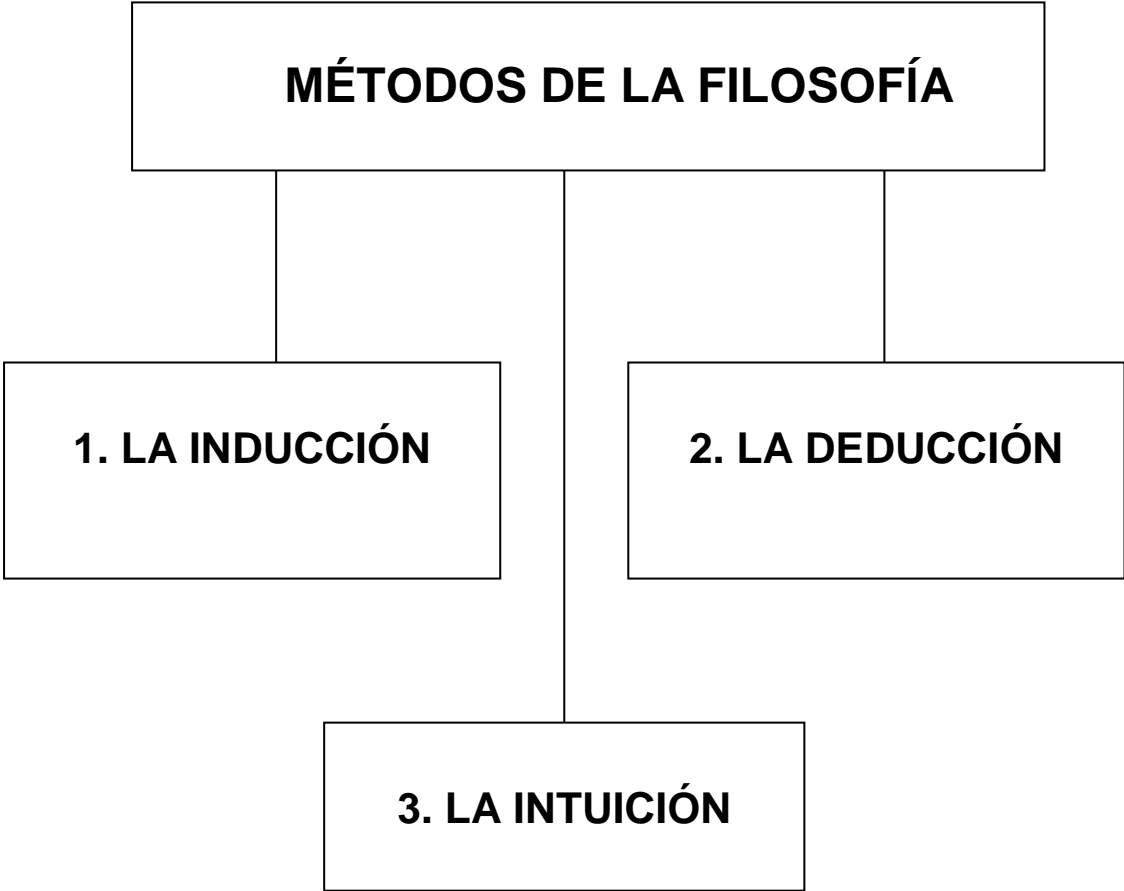 MÉTODOS DE LA FILOSOFÍA
1. LA INDUCCIÓN
2. LA DEDUCCIÓN
3. LA INTUICIÓN